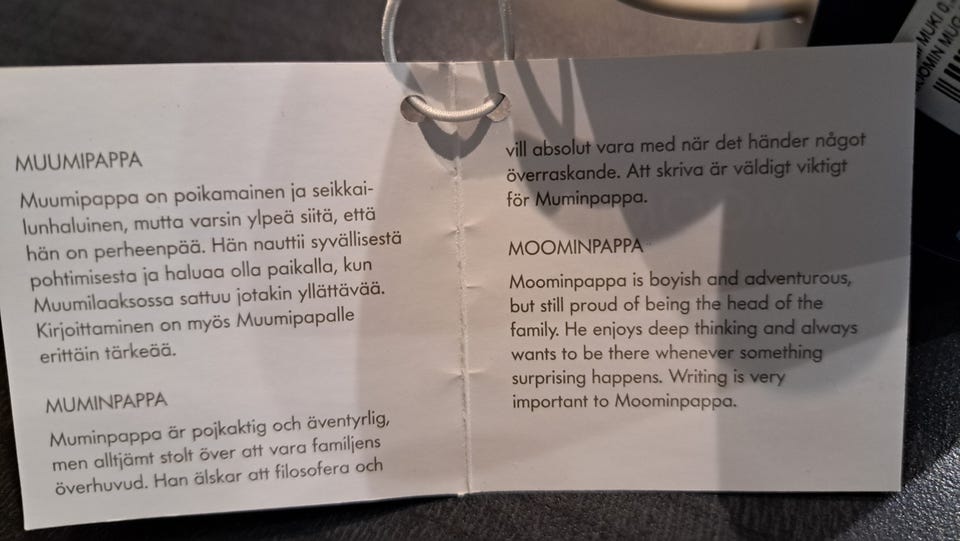 MUUMIPAPPA
Muumipappa on poikamainen ja seikkai-
lunhaluinen, mutta varsin ylpeä siitä, että
hän on perheenpää. Hän nauttii syvällisestä
pohtimisesta ja haluaa olla paikalla, kun
Muumilaaksossa sattuu jotakin yllättävää.
Kirjoittaminen on myös Muumipapalle
erittäin tärkeää.
MUMINPAPPA
Muminpappa är pojkaktig och äventyrlig,
men alltjämt stolt över att vara familjens
överhuvud. Han älskar att filosofera och
vill absolut vara med när det händer något
överraskande. Att skriva är väldigt viktigt
för Muminpappa.
MOOMINPAPPA
Moominpappa is boyish and adventurous,
but still proud of being the head of the
family. He enjoys deep thinking and always
wants to be there whenever something
surprising happens. Writing is very
important to Moominpappa.
MUKI 0.
MOOMIN MUG